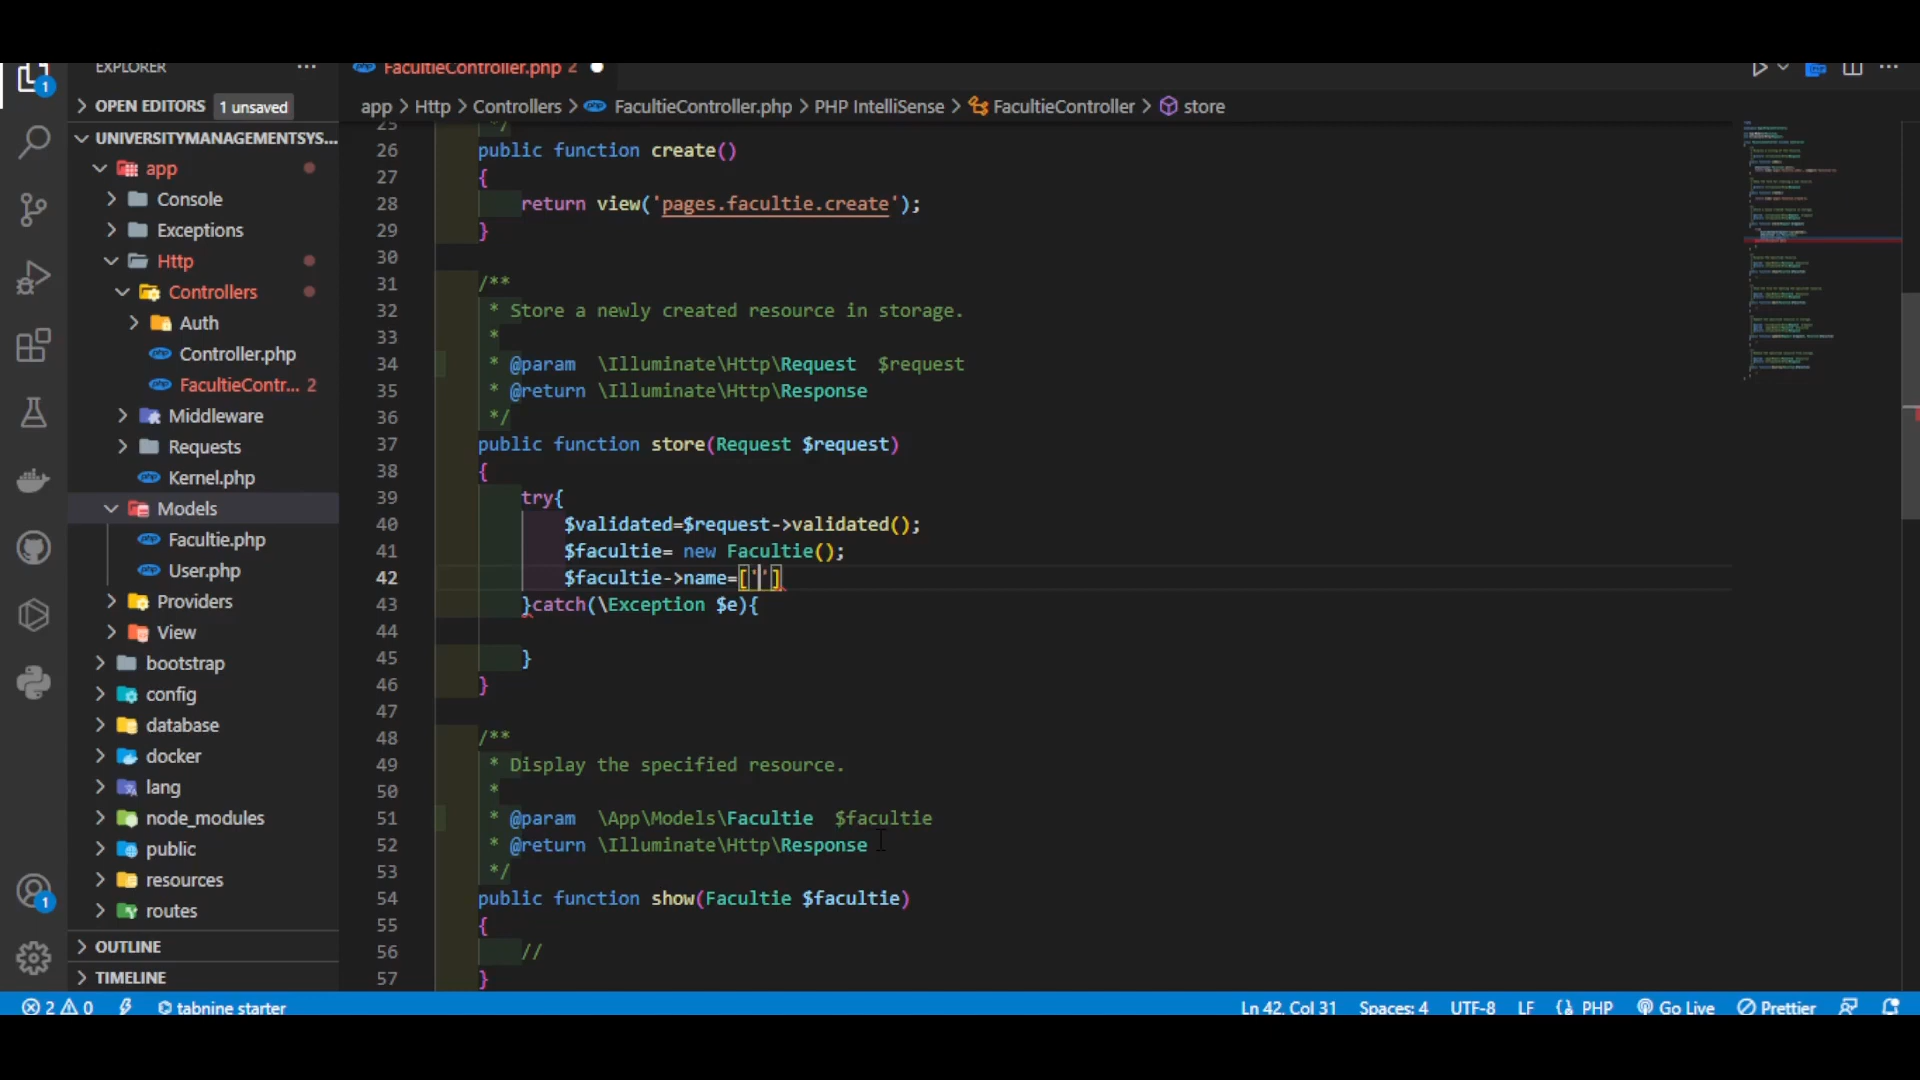 EXPLORER
FacultieController.php 2
1
OPEN EDITORS 1 unsaved
app > Http > Controllers > FacultieController.php > PHP IntelliSense > FacultieController > store
UNIVERSITYMANAGEMENTSYS...
app
Console
Exceptions
Http
Controllers
Auth
php Controller.php
php FacultieContr... 2
Middleware
Requests
php Kernel.php
Models
php Facultie.php
php User.php
Providers
View
bootstrap
config
database
docker
lang
node_modules
public
resources
routes
OUTLINE
TIMELINE
1
25 */
26 public function create()
27 {
28 return view('pages.facultie.create');
29 }
30
31 /**
32 * Store a newly created resource in storage.
33 *
34 * @param  \Illuminate\Http\Request  $request
35 * @return \Illuminate\Http\Response
36 */
37 public function store(Request $request)
38 {
39 try{
40 $validated=$request->validated();
41 $facultie= new Facultie();
42 $facultie->name=['']
43 }catch(\Exception $e){
44
45 }
46 }
47
48 /**
49 * Display the specified resource.
50 *
51 * @param  \App\Models\Facultie  $facultie
52 * @return \Illuminate\Http\Response
53 */
54 public function show(Facultie $facultie)
55 {
56 //
57 }
2 0 tabnine starter Ln 42, Col 31 Spaces: 4 UTF-8 LF {} PHP Go Live Prettier